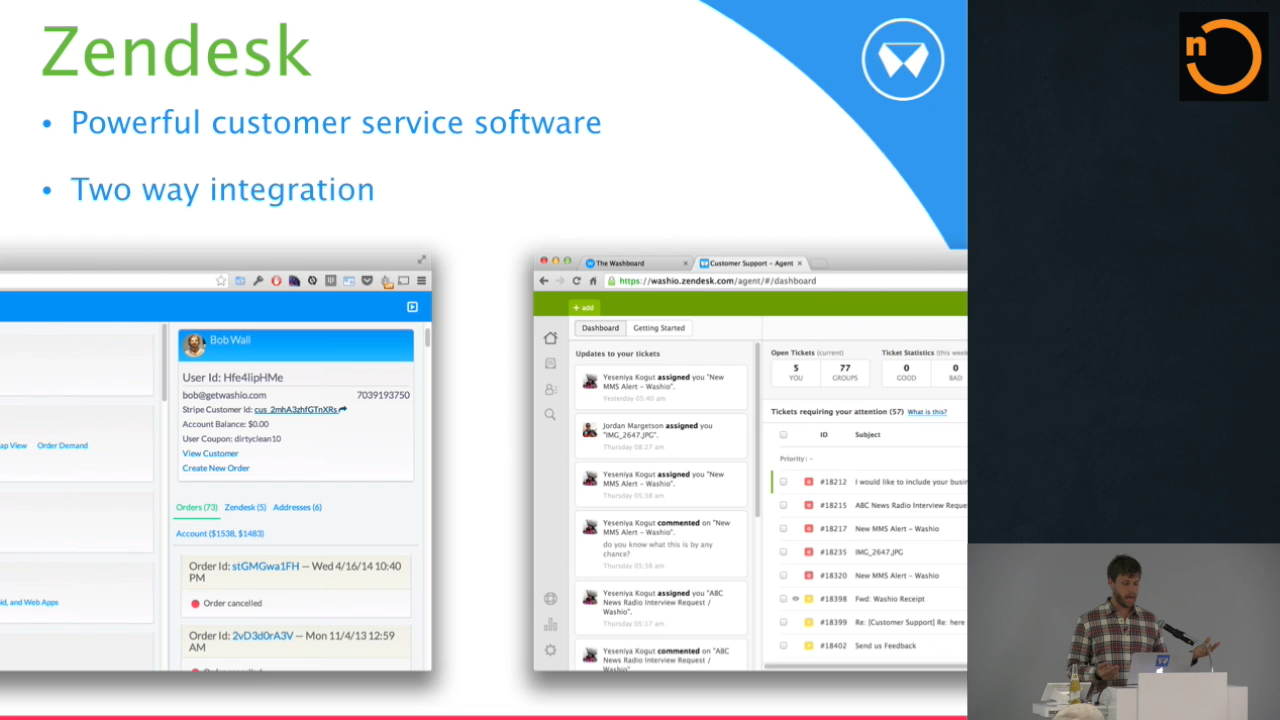 Zendesk
• Powerful customer service software
• Two way integration
n
Bob Wall
User Id: Hfe4lipHMe
bob@getwashio.com 7039193750
Stripe Customer Id: cus_2mhA3zhfGTnXRs
Account Balance: $0.00
User Coupon: dirtyclean10
View Customer
Create New Order
ap View Order Demand
Orders (73) Zendesk (5) Addresses (6)
Account ($1538, $1483)
Order Id: stGMGwa1FH — Wed 4/16/14 10:40
PM
Order cancelled
id, and Web Apps
Order Id: 2vD3d0rA3V — Mon 11/4/13 12:59
AM
The Washboard × Customer Support – Agent ×
https://washio.zendesk.com/agent/#/dashboard
+ add
Dashboard Getting Started
Updates to your tickets
Yeseniya Kogut assigned you "New
MMS Alert – Washio".
Yesterday 05:40 am
Jordan Margetson assigned you
"IMG_2647.JPG".
Thursday 08:27 am
Yeseniya Kogut assigned you "New
MMS Alert – Washio".
Thursday 05:38 am
Yeseniya Kogut commented on "New
MMS Alert – Washio".
do you know what this is by any
chance?
Thursday 05:38 am
Yeseniya Kogut assigned you "ABC
News Radio Interview Request /
Washio".
Thursday 05:17 am
Yeseniya Kogut commented on "ABC
News Radio Interview Request /
Washio".
Open Tickets (current) Ticket Statistics (this week
5 77 0 0
YOU GROUPS GOOD BAD
Tickets requiring your attention (57) What is this?
ID Subject
Priority: –
#18212 I would like to include your busin
#18215 ABC News Radio Interview Reque
#18217 New MMS Alert – Washio
#18235 IMG_2647.JPG
#18320 New MMS Alert – Washio
#18398 Fwd: Washio Receipt
#18399 Re: [Customer Support] Re: here
#18402 Send us Feedback